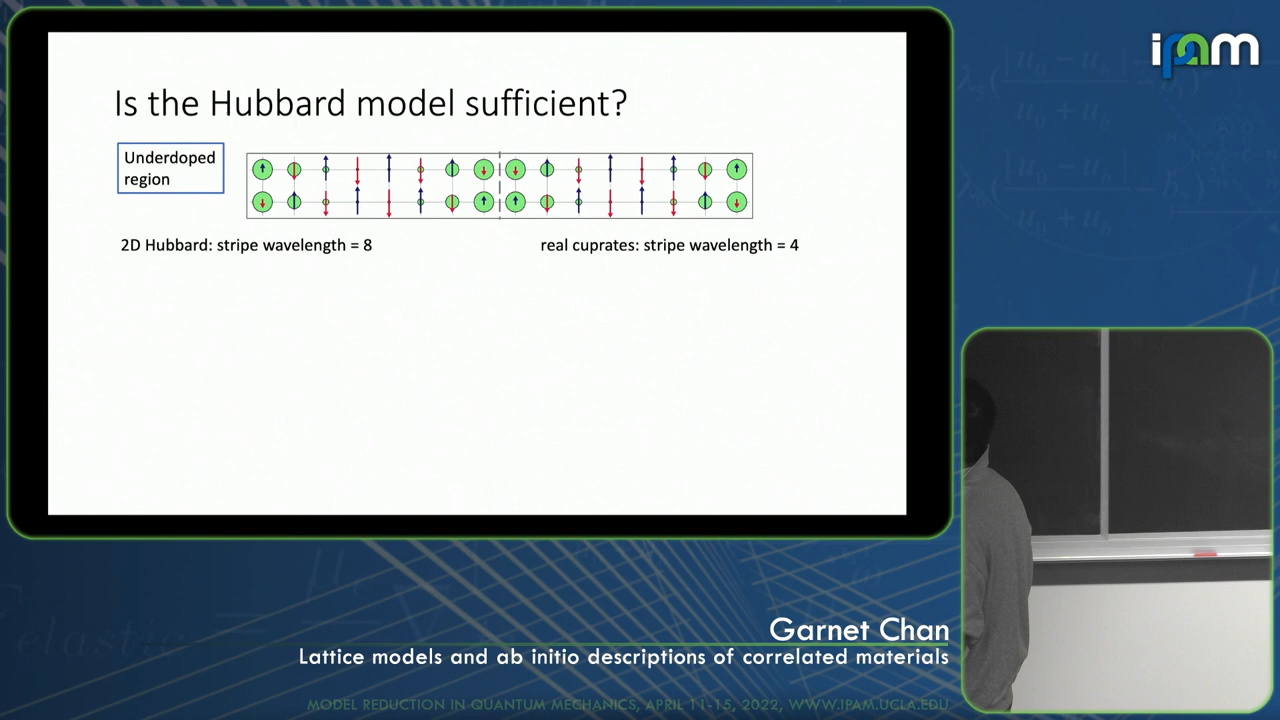 ipam
Is the Hubbard model sufficient?
Underdoped
region
2D Hubbard: stripe wavelength = 8
real cuprates: stripe wavelength = 4
Garnet Chan
Lattice models and ab initio descriptions of correlated materials
MODEL REDUCTION IN QUANTUM MECHANICS, APRIL 11-15, 2022, WWW.IPAM.UCLA.EDU